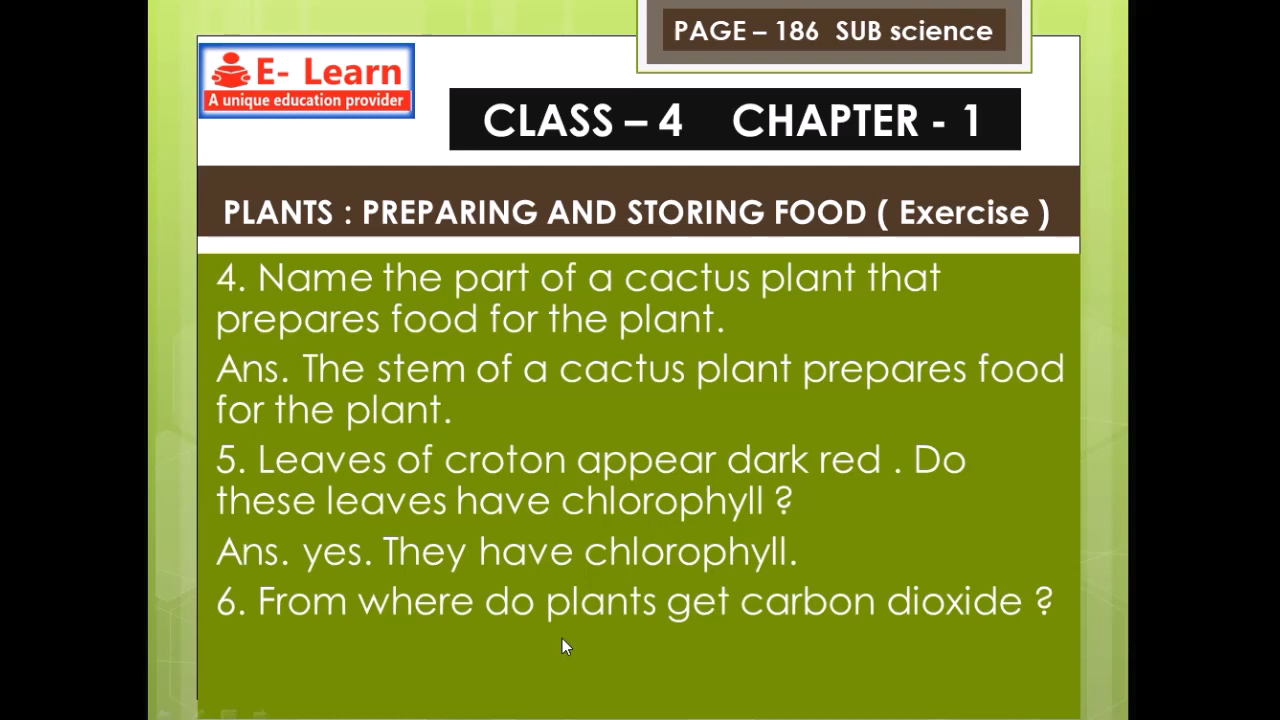 PAGE – 186 SUB science
E- Learn
A unique education provider
CLASS – 4 CHAPTER - 1
PLANTS : PREPARING AND STORING FOOD ( Exercise )
4. Name the part of a cactus plant that
prepares food for the plant.
Ans. The stem of a cactus plant prepares food
for the plant.
5. Leaves of croton appear dark red . Do
these leaves have chlorophyll ?
Ans. yes. They have chlorophyll.
6. From where do plants get carbon dioxide ?